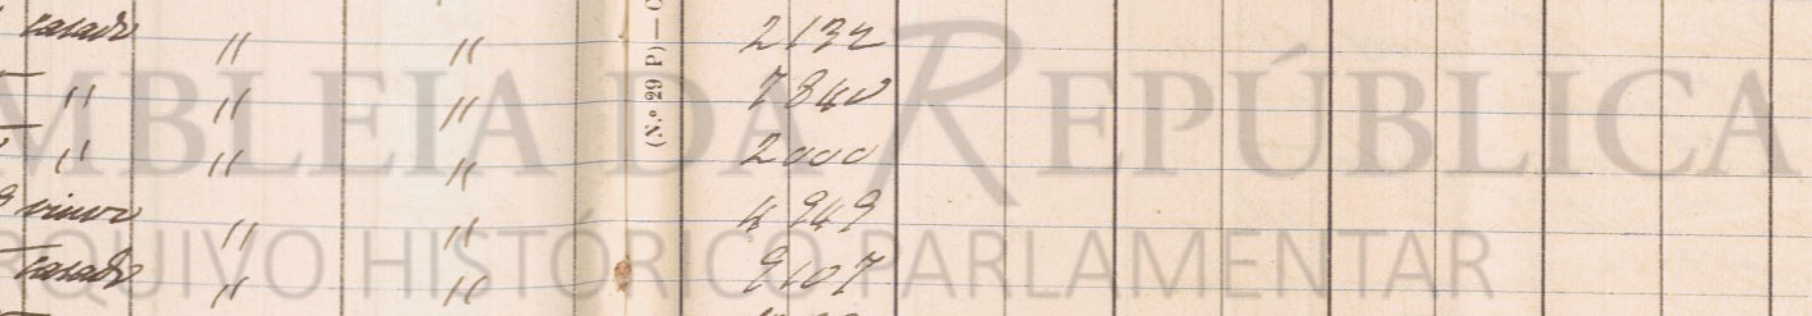 casado " " 2132
" " " 7840
" " " 2000
viuvo " " 4949
casado " " 9107
(N.º 29 P)—
ASSEMBLEIA DA REPÚBLICA
ARQUIVO HISTÓRICO PARLAMENTAR